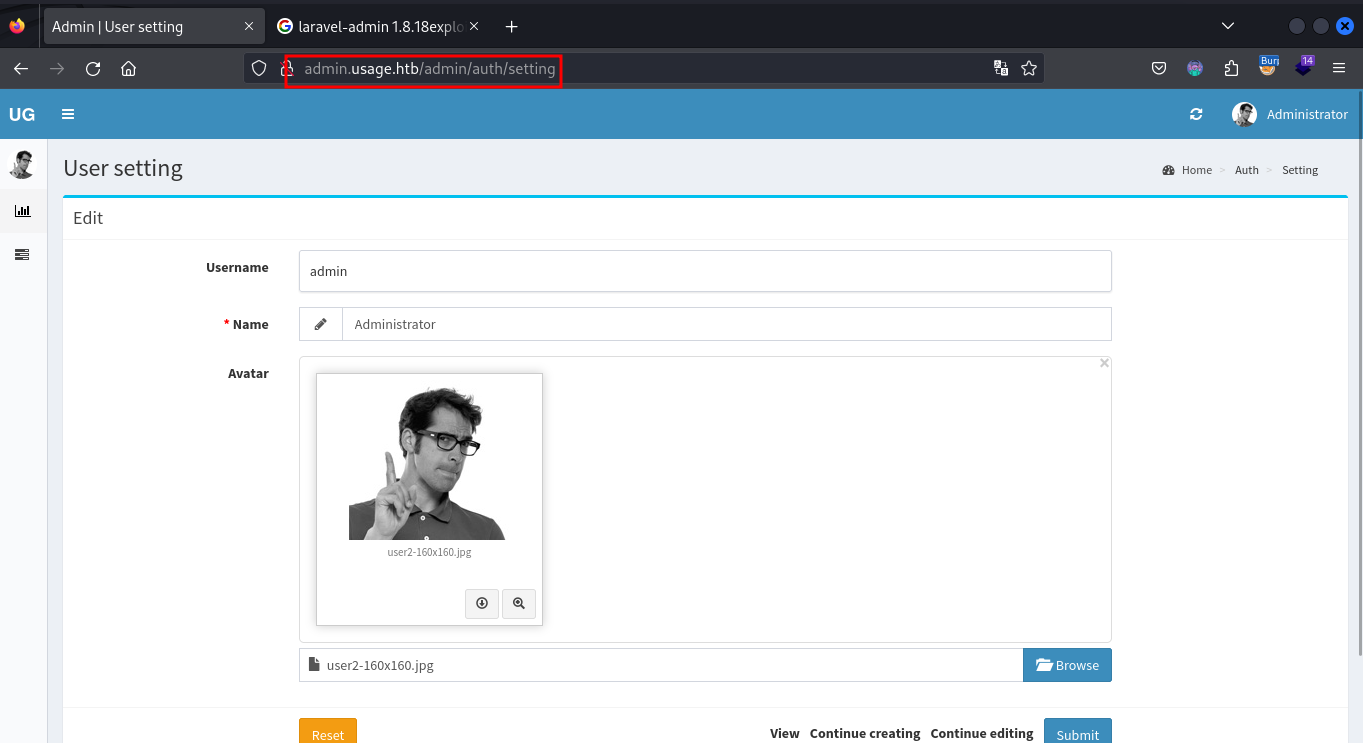 Admin | User setting
laravel-admin 1.8.18explo
admin.usage.htb/admin/auth/setting
Burp
14
UG
Administrator
User setting
Home > Auth > Setting
Edit
Username
admin
* Name
Administrator
Avatar
user2-160x160.jpg
user2-160x160.jpg
Browse
Reset
View Continue creating Continue editing Submit